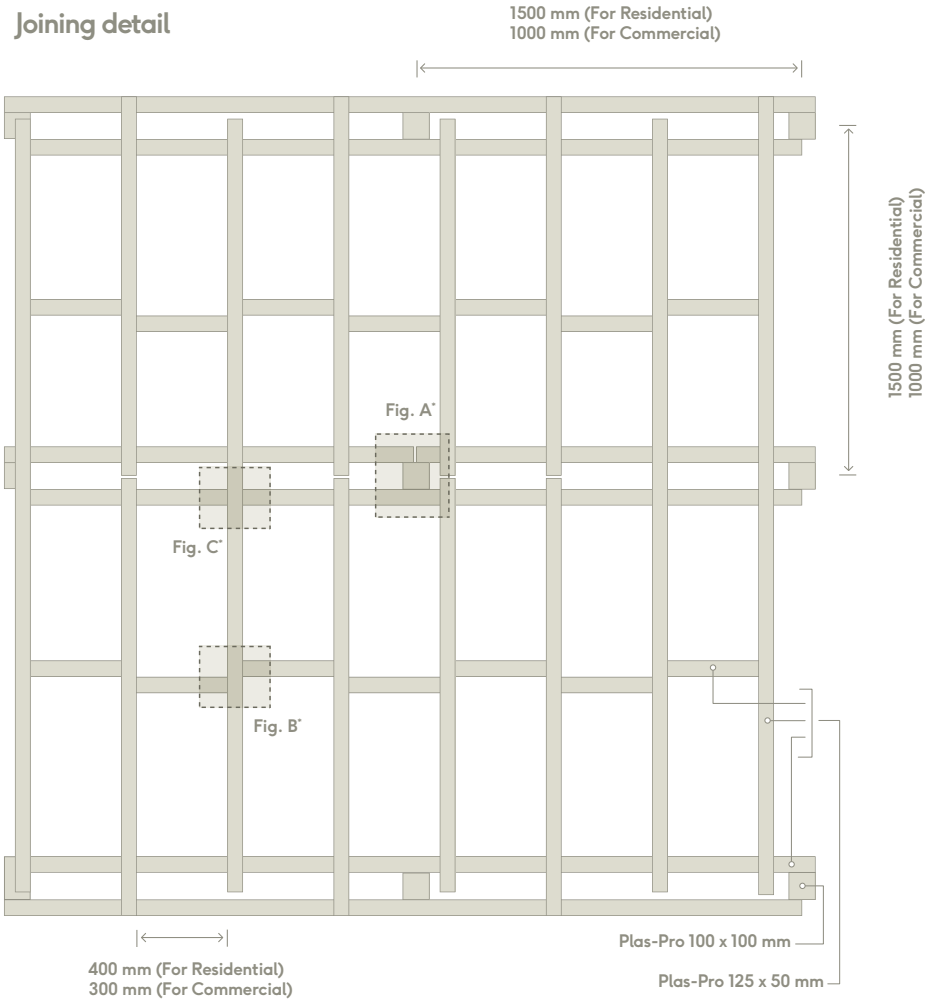 Joining detail
1500 mm (For Residential)
1000 mm (For Commercial)
1500 mm (For Residential)
1000 mm (For Commercial)
Fig. A*
Fig. C*
Fig. B*
Plas-Pro 100 x 100 mm
Plas-Pro 125 x 50 mm
400 mm (For Residential)
300 mm (For Commercial)